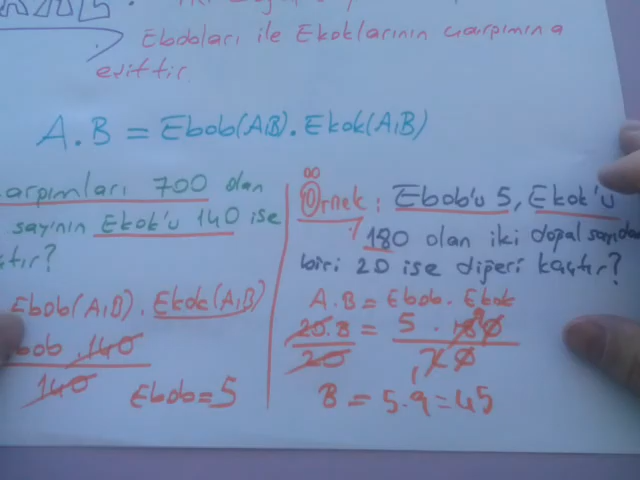 Ebobları ile Ekoklarının çarpımına
eşittir
A.B = Ebob(A,B).Ekok(A,B)
çarpımları 700 olan
sayının Ekok'u 140 ise
Ebob(A,B).Ekok(A,B)
140
140
Ebob=5
Örnek: Ebob'u 5, Ekok'u
180 olan iki doğal sayıdan
biri 20 ise diğeri kaçtır?
A.B = Ebob.Ekok
20.B = 5.180
20 20
B = 5.9=45